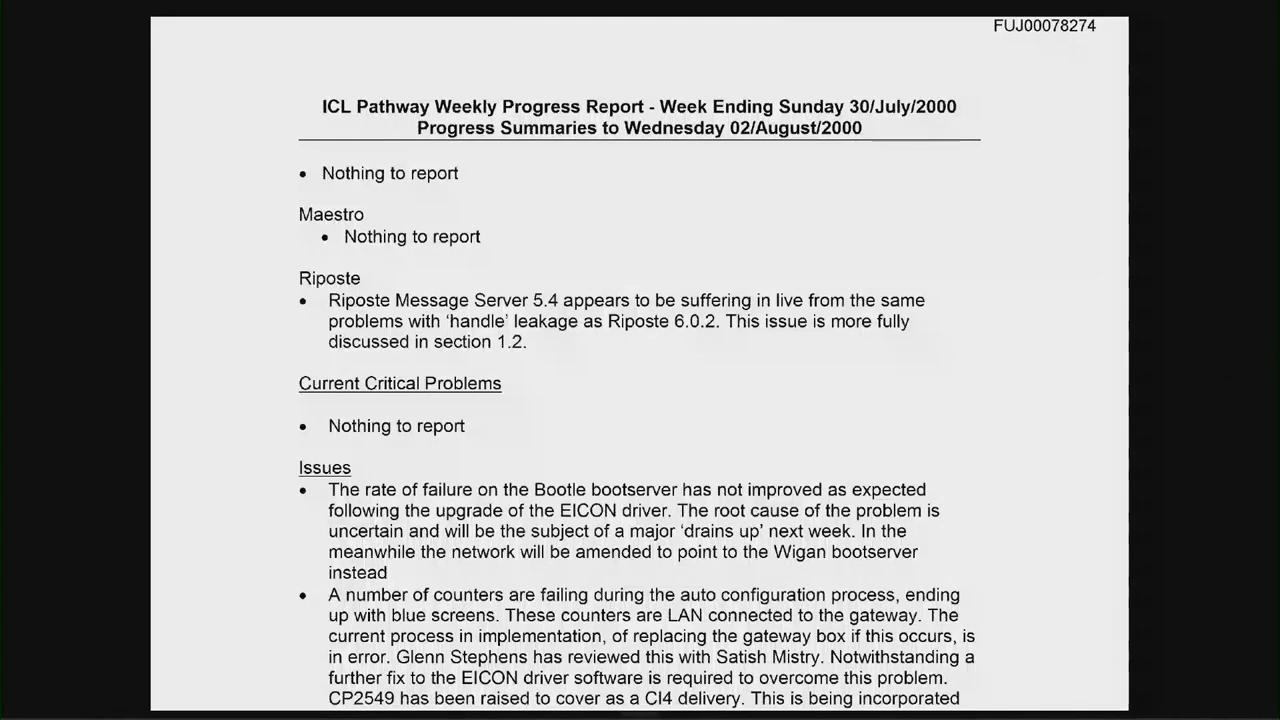 FUJ00078274
ICL Pathway Weekly Progress Report - Week Ending Sunday 30/July/2000
Progress Summaries to Wednesday 02/August/2000
• Nothing to report
Maestro
• Nothing to report
Riposte
• Riposte Message Server 5.4 appears to be suffering in live from the same
problems with ‘handle’ leakage as Riposte 6.0.2. This issue is more fully
discussed in section 1.2.
Current Critical Problems
• Nothing to report
Issues
• The rate of failure on the Bootle bootserver has not improved as expected
following the upgrade of the EICON driver. The root cause of the problem is
uncertain and will be the subject of a major ‘drains up’ next week. In the
meanwhile the network will be amended to point to the Wigan bootserver
instead
• A number of counters are failing during the auto configuration process, ending
up with blue screens. These counters are LAN connected to the gateway. The
current process in implementation, of replacing the gateway box if this occurs, is
in error. Glenn Stephens has reviewed this with Satish Mistry. Notwithstanding a
further fix to the EICON driver software is required to overcome this problem.
CP2549 has been raised to cover as a CI4 delivery. This is being incorporated